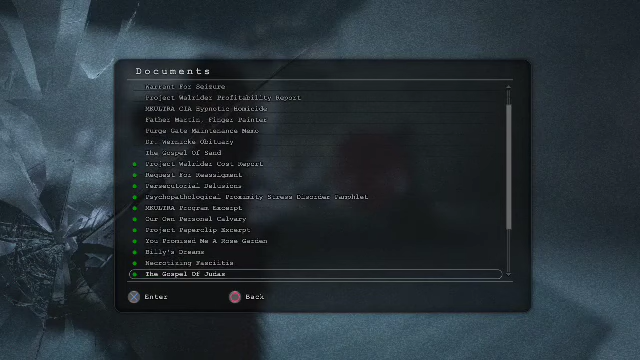 Documents
Warrant For Seizure
Project Walrider Profitability Report
MKULTRA CIA Hypnotic Homicide
Father Martin, Finger Painter
Purge Gate Maintenance Memo
Dr. Wernicke Obituary
The Gospel Of Sand
Project Walrider Cost Report
Request For Reassigment
Persecutorial Delusions
Psychopathological Proximity Stress Disorder Pamphlet
MKULTRA Program Excerpt
Our Own Personal Calvary
Project Paperclip Excerpt
You Promised Me A Rose Garden
Billy's Dreams
Necrotizing Fasciitis
The Gospel Of Judas
Enter Back